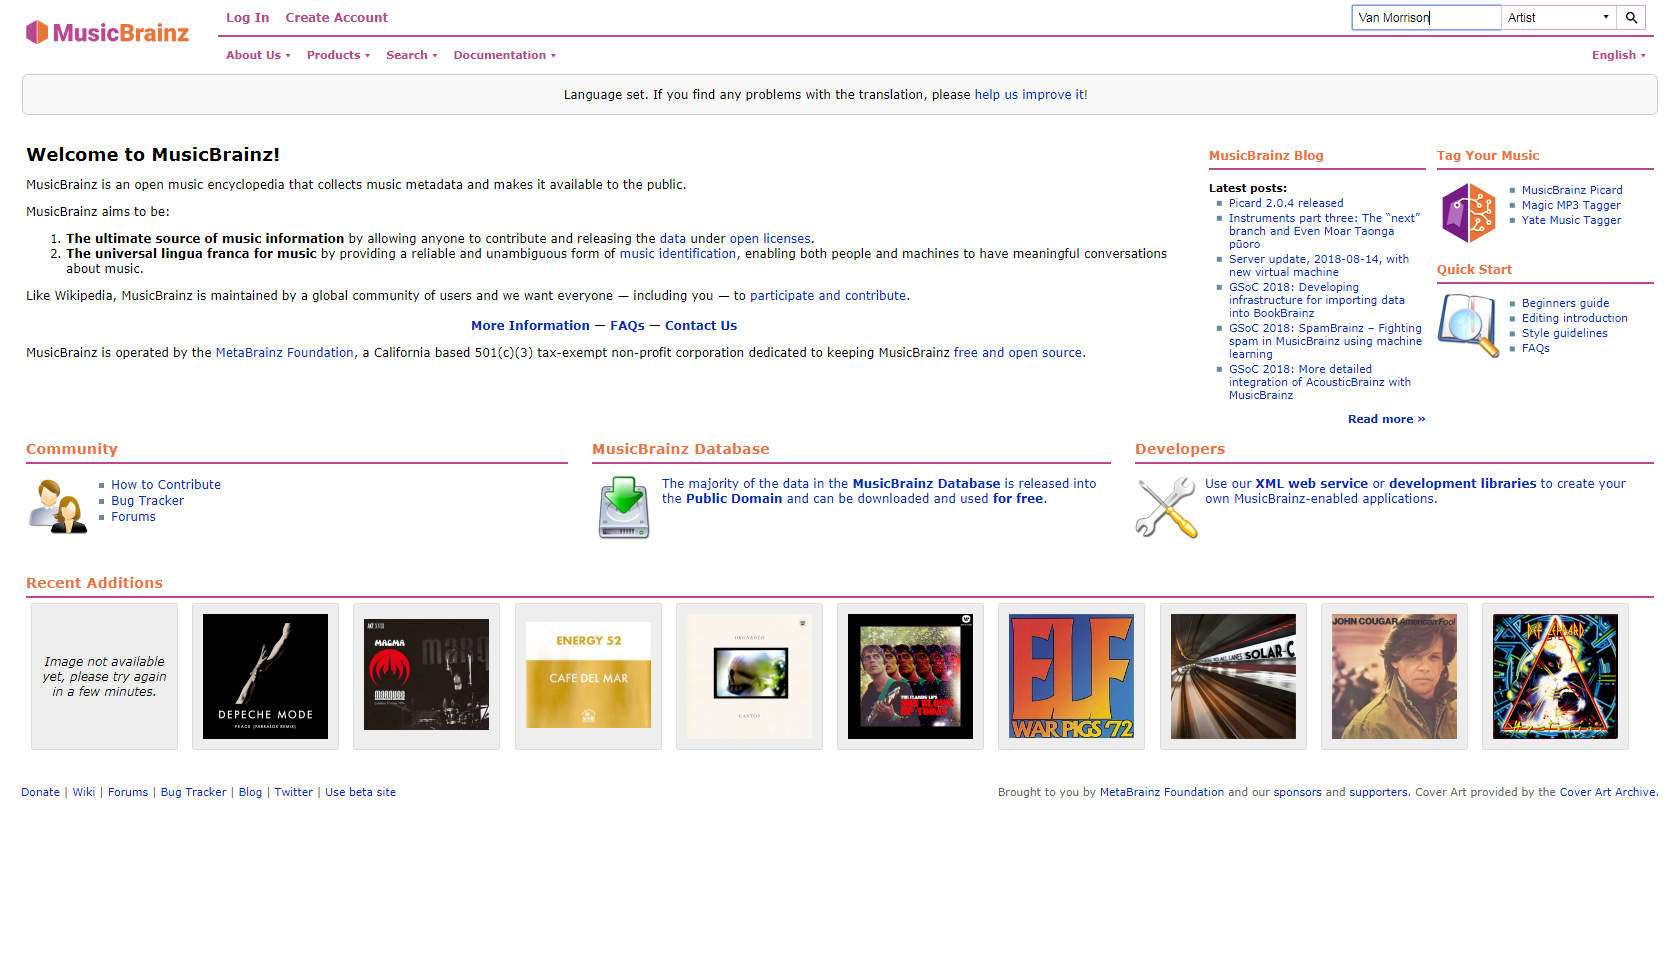 MusicBrainz
Log In Create Account
Van Morrison Artist
About Us Products Search Documentation
English
Language set. If you find any problems with the translation, please help us improve it!
Welcome to MusicBrainz!
MusicBrainz is an open music encyclopedia that collects music metadata and makes it available to the public.
MusicBrainz aims to be:
1. The ultimate source of music information by allowing anyone to contribute and releasing the data under open licenses.
2. The universal lingua franca for music by providing a reliable and unambiguous form of music identification, enabling both people and machines to have meaningful conversations
about music.
Like Wikipedia, MusicBrainz is maintained by a global community of users and we want everyone — including you — to participate and contribute.
More Information — FAQs — Contact Us
MusicBrainz is operated by the MetaBrainz Foundation, a California based 501(c)(3) tax-exempt non-profit corporation dedicated to keeping MusicBrainz free and open source.
MusicBrainz Blog
Latest posts:
Picard 2.0.4 released
Instruments part three: The “next”
branch and Even Moar Taonga
pūoro
Server update, 2018-08-14, with
new virtual machine
GSoC 2018: Developing
infrastructure for importing data
into BookBrainz
GSoC 2018: SpamBrainz – Fighting
spam in MusicBrainz using machine
learning
GSoC 2018: More detailed
integration of AcousticBrainz with
MusicBrainz
Read more »
Tag Your Music
MusicBrainz Picard
Magic MP3 Tagger
Yate Music Tagger
Quick Start
Beginners guide
Editing introduction
Style guidelines
FAQs
Community
How to Contribute
Bug Tracker
Forums
MusicBrainz Database
The majority of the data in the MusicBrainz Database is released into
the Public Domain and can be downloaded and used for free.
Developers
Use our XML web service or development libraries to create your
own MusicBrainz-enabled applications.
Recent Additions
Image not available
yet, please try again
in a few minutes.
DEPECHE MODE
PEACE (PARRALOX REMIX)
MAGMA
MARQUEE
ENERGY 52
CAFE DEL MAR
CANTOS
THE FLAMING LIPS
ELF
WAR PIGS '72
SOLAR-C
JOHN COUGAR American Fool
DEF LEPPARD
Hysteria
Donate | Wiki | Forums | Bug Tracker | Blog | Twitter | Use beta site
Brought to you by MetaBrainz Foundation and our sponsors and supporters. Cover Art provided by the Cover Art Archive.